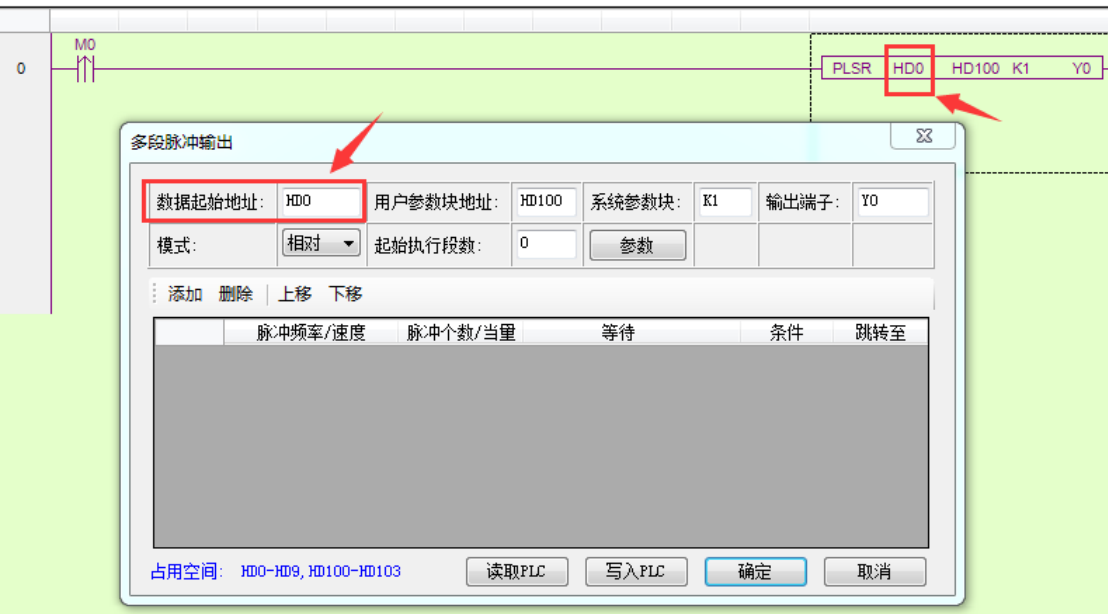 M0
0
PLSR HD0 HD100 K1 Y0
多段脉冲输出
数据起始地址: HD0 用户参数块地址: HD100 系统参数块: K1 输出端子: Y0
模式: 相对 起始执行段数: 0 参数
添加 删除 上移 下移
脉冲频率/速度 脉冲个数/当量 等待 条件 跳转至
占用空间: HD0-HD9,HD100-HD103 读取PLC 写入PLC 确定 取消